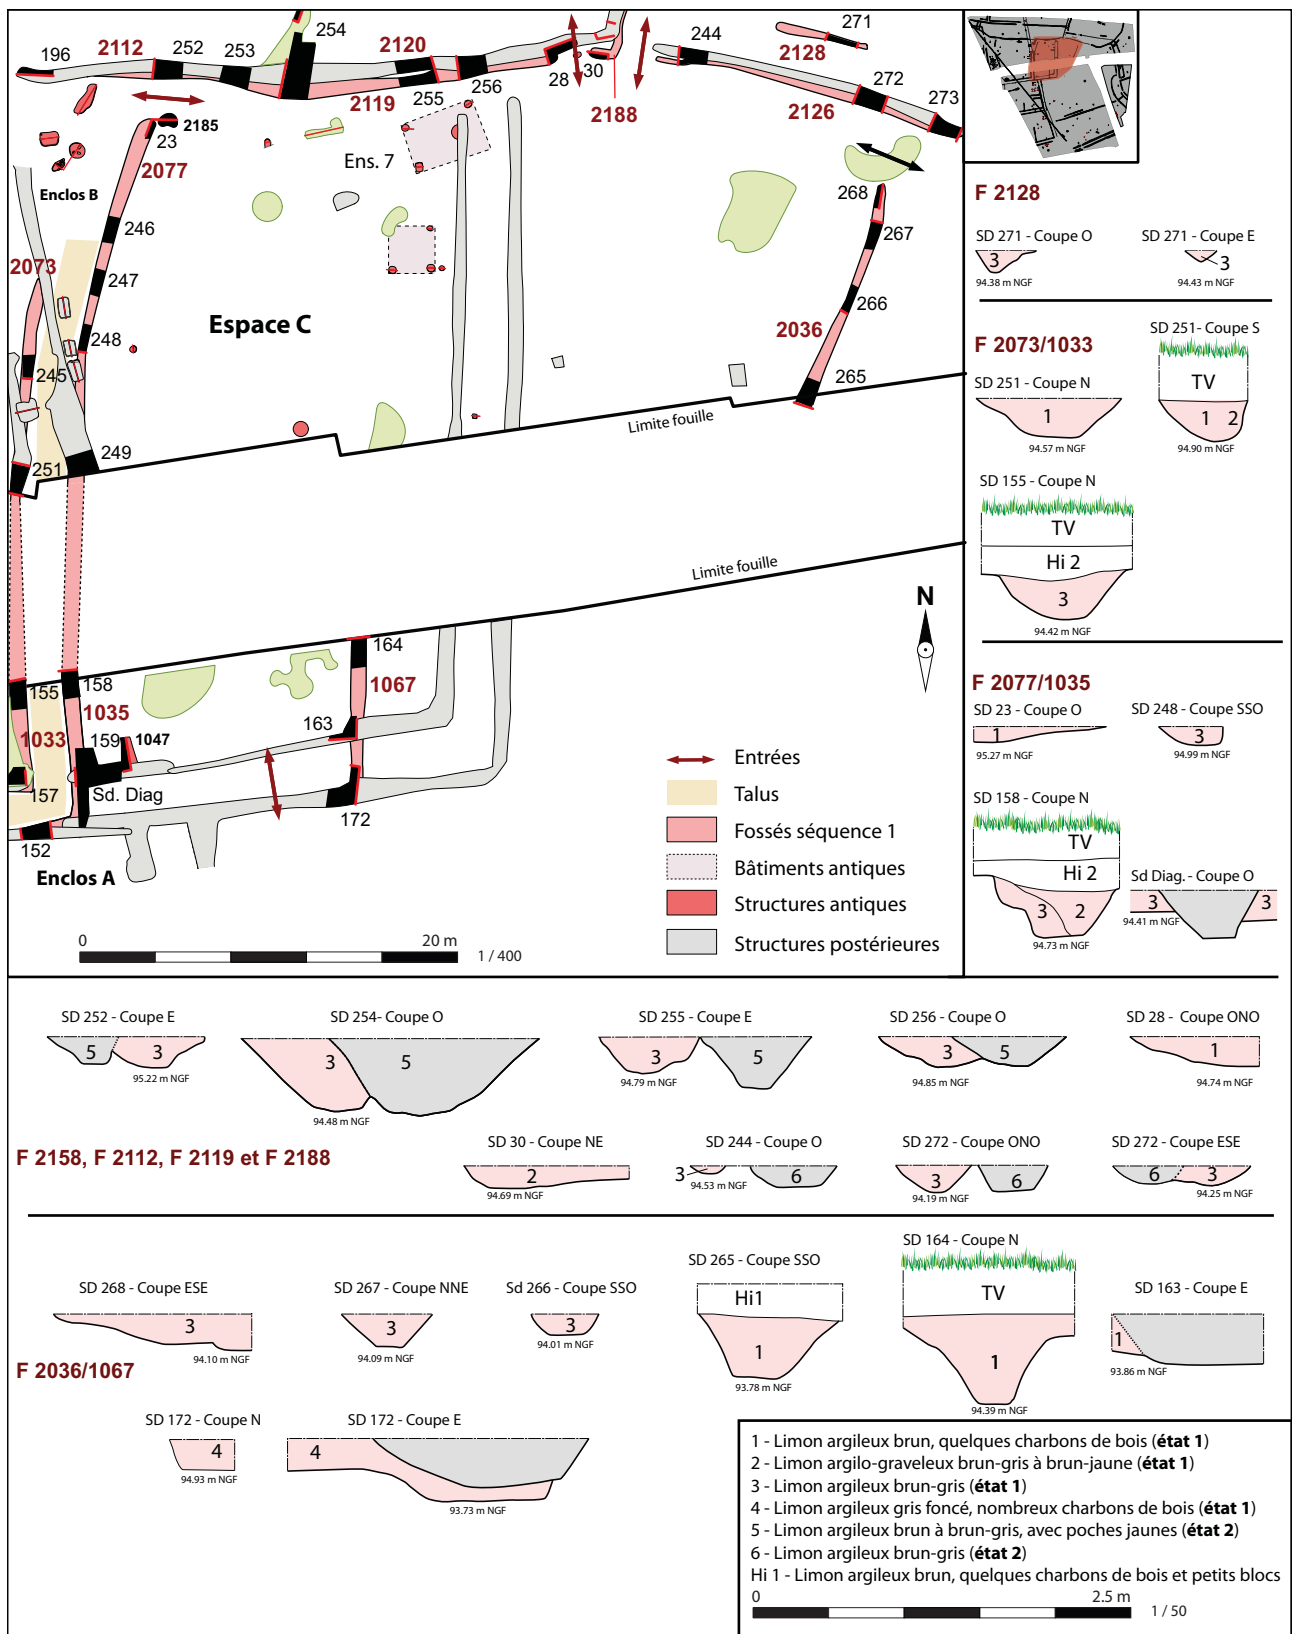 254
271
196
2112
252
253
2120
244
2128
272
273
28
30
255
256
2119
2188
2126
23
2185
2077
Ens. 7
Enclos B
246
268
267
2073
247
Espace C
266
248
2036
245
265
Limite fouille
249
251
Limite fouille
N
164
155
158
1067
1035
163
1033
159
1047
157
Sd. Diag
172
152
Enclos A
Entrées
Talus
Fossés séquence 1
Bâtiments antiques
Structures antiques
Structures postérieures
0
20 m
1 / 400
F 2128
SD 271 - Coupe O
SD 271 - Coupe E
3
3
94.38 m NGF
94.43 m NGF
F 2073/1033
SD 251- Coupe S
SD 251 - Coupe N
TV
1
1
2
94.57 m NGF
94.90 m NGF
SD 155 - Coupe N
TV
Hi 2
3
94.42 m NGF
F 2077/1035
SD 23 - Coupe O
SD 248 - Coupe SSO
1
3
95.27 m NGF
94.99 m NGF
SD 158 - Coupe N
TV
Hi 2
Sd Diag. - Coupe O
3
2
3
3
94.41 m NGF
94.73 m NGF
SD 252 - Coupe E
SD 254- Coupe O
SD 255 - Coupe E
SD 256 - Coupe O
SD 28 - Coupe ONO
5
3
3
5
3
5
3
5
1
95.22 m NGF
94.48 m NGF
94.79 m NGF
94.85 m NGF
94.74 m NGF
F 2158, F 2112, F 2119 et F 2188
SD 30 - Coupe NE
SD 244 - Coupe O
SD 272 - Coupe ONO
SD 272 - Coupe ESE
2
3
6
3
6
6
3
94.69 m NGF
94.53 m NGF
94.19 m NGF
94.25 m NGF
SD 268 - Coupe ESE
SD 267 - Coupe NNE
Sd 266 - Coupe SSO
SD 265 - Coupe SSO
SD 164 - Coupe N
SD 163 - Coupe E
3
3
3
Hi1
1
TV
1
1
94.10 m NGF
94.09 m NGF
94.01 m NGF
93.78 m NGF
94.39 m NGF
93.86 m NGF
F 2036/1067
SD 172 - Coupe N
SD 172 - Coupe E
4
4
94.93 m NGF
93.73 m NGF
1 - Limon argileux brun, quelques charbons de bois (état 1)
2 - Limon argilo-graveleux brun-gris à brun-jaune (état 1)
3 - Limon argileux brun-gris (état 1)
4 - Limon argileux gris foncé, nombreux charbons de bois (état 1)
5 - Limon argileux brun à brun-gris, avec poches jaunes (état 2)
6 - Limon argileux brun-gris (état 2)
Hi 1 - Limon argileux brun, quelques charbons de bois et petits blocs
0
2.5 m
1 / 50